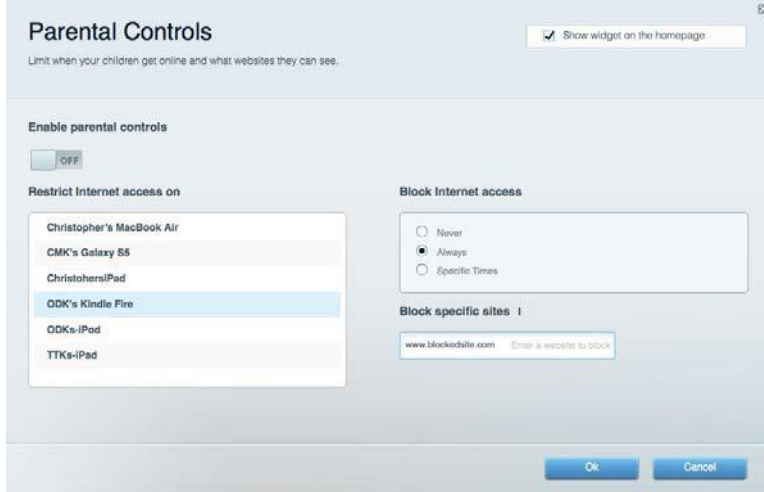 Parental Controls
Show widget on the homepage
Limit when your children get online and what websites they can see.
Enable parental controls
OFF
Restrict Internet access on
Christopher's MacBook Air
CMK's Galaxy S5
ChristohersiPad
ODK's Kindle Fire
ODKs-iPod
TTKs-iPad
Block Internet access
Never
Always
Specific Times
Block specific sites I
www.blockedsite.com Enter a website to block
Ok
Cancel